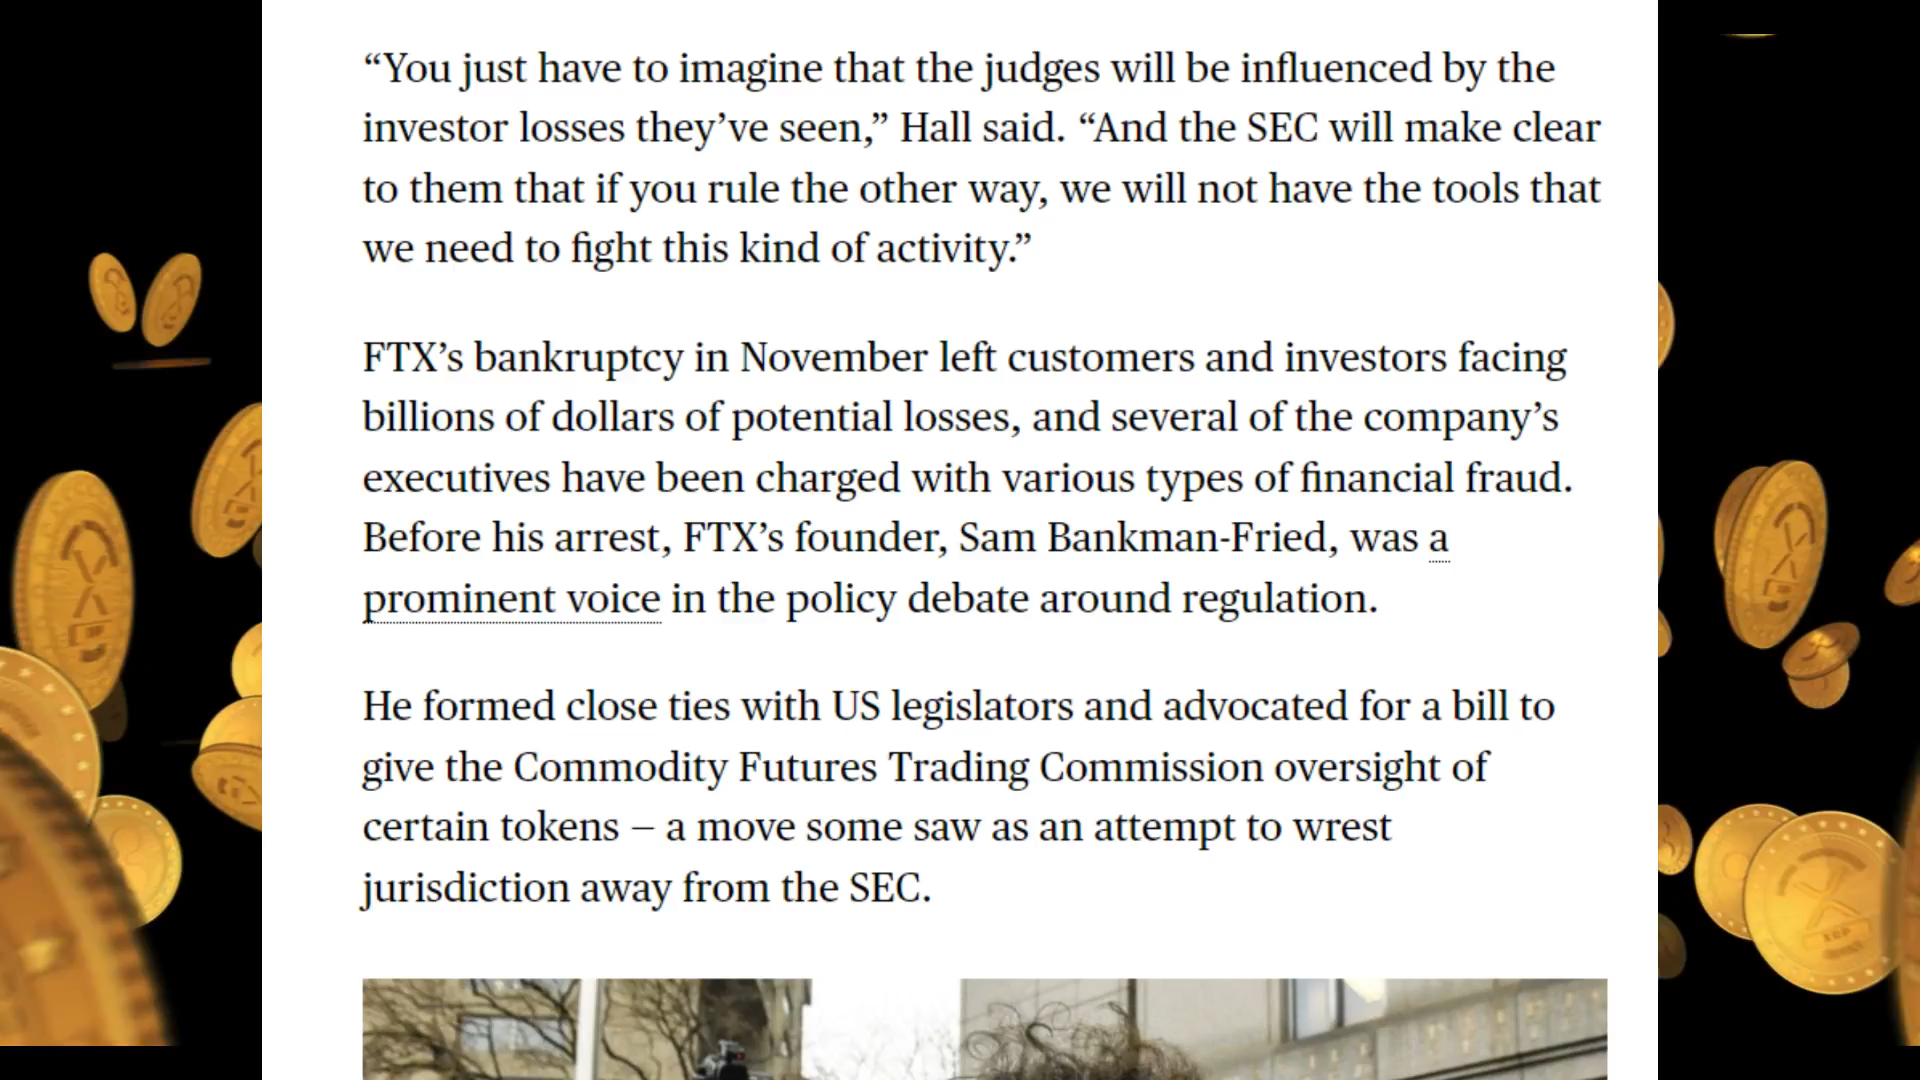 “You just have to imagine that the judges will be influenced by the
investor losses they’ve seen,” Hall said. “And the SEC will make clear
to them that if you rule the other way, we will not have the tools that
we need to fight this kind of activity.”
FTX’s bankruptcy in November left customers and investors facing
billions of dollars of potential losses, and several of the company’s
executives have been charged with various types of financial fraud.
Before his arrest, FTX’s founder, Sam Bankman-Fried, was a
prominent voice in the policy debate around regulation.
He formed close ties with US legislators and advocated for a bill to
give the Commodity Futures Trading Commission oversight of
certain tokens – a move some saw as an attempt to wrest
jurisdiction away from the SEC.
XRP